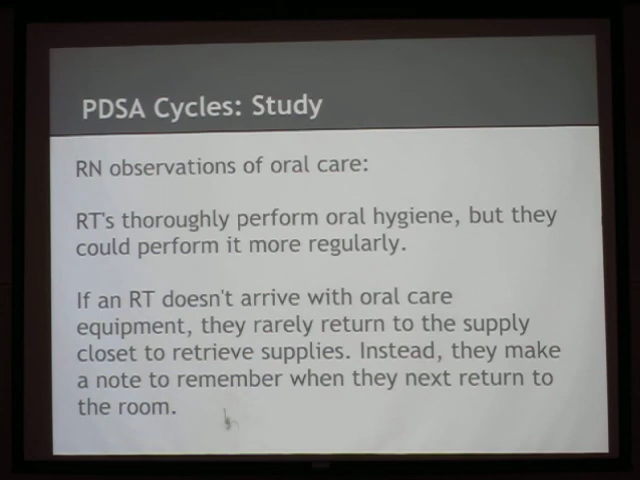 PDSA Cycles: Study
RN observations of oral care:
RT's thoroughly perform oral hygiene, but they
could perform it more regularly.
If an RT doesn't arrive with oral care
equipment, they rarely return to the supply
closet to retrieve supplies. Instead, they make
a note to remember when they next return to
the room.